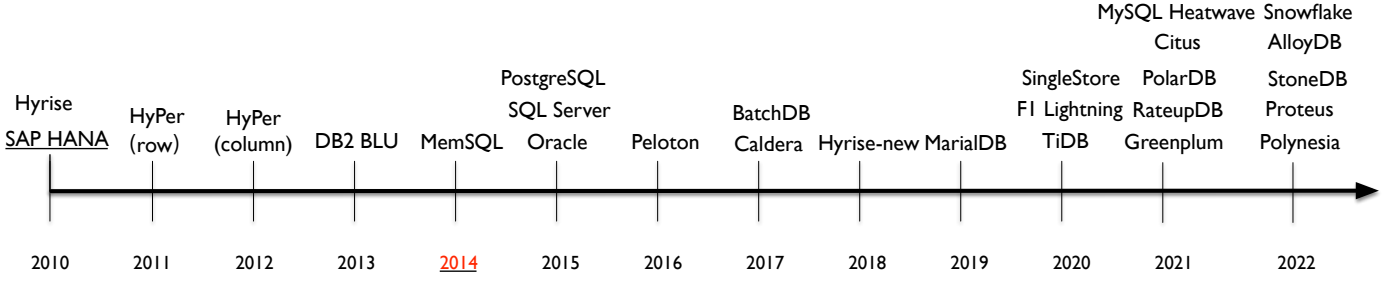 MySQL Heatwave Snowflake
Citus AlloyDB
PostgreSQL SingleStore PolarDB StoneDB
Hyrise HyPer HyPer SQL Server BatchDB F1 Lightning RateupDB Proteus
SAP HANA (row) (column) DB2 BLU MemSQL Oracle Peloton Caldera Hyrise-new MarialDB TiDB Greenplum Polynesia
2010 2011 2012 2013 2014 2015 2016 2017 2018 2019 2020 2021 2022